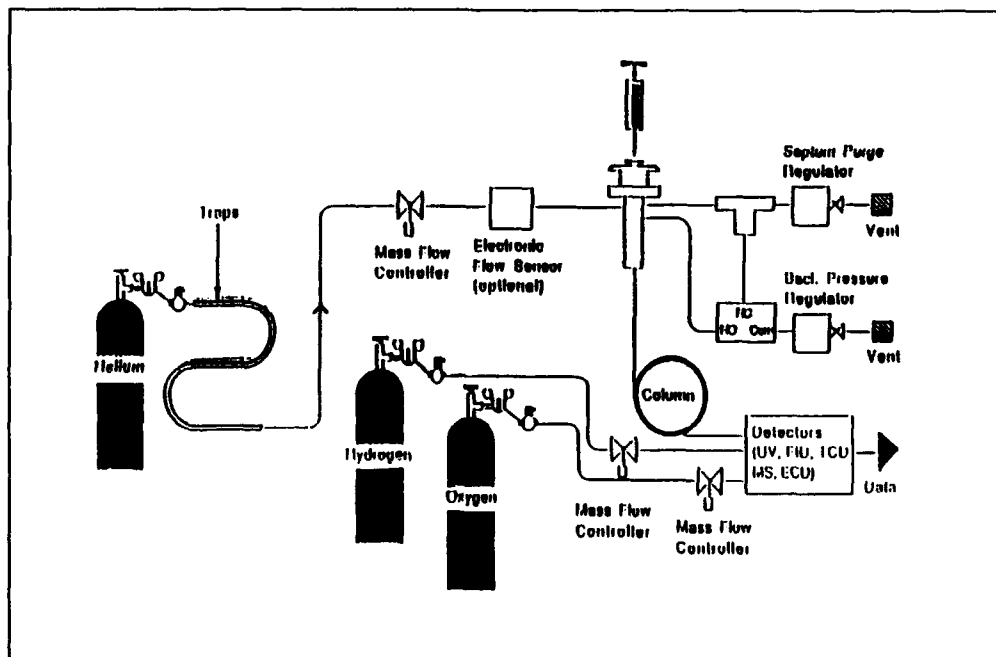 Traps
Helium
Mass Flow
Controller
Electronic
Flow Sensor
(optional)
Septum Purge
Regulator
Vent
Pressure
Regulator
Vent
Hydrogen
Oxygen
Column
Detectors
(UV, FID, TCD
MS, ECD)
Data
Mass Flow
Controller
Mass Flow
Controller